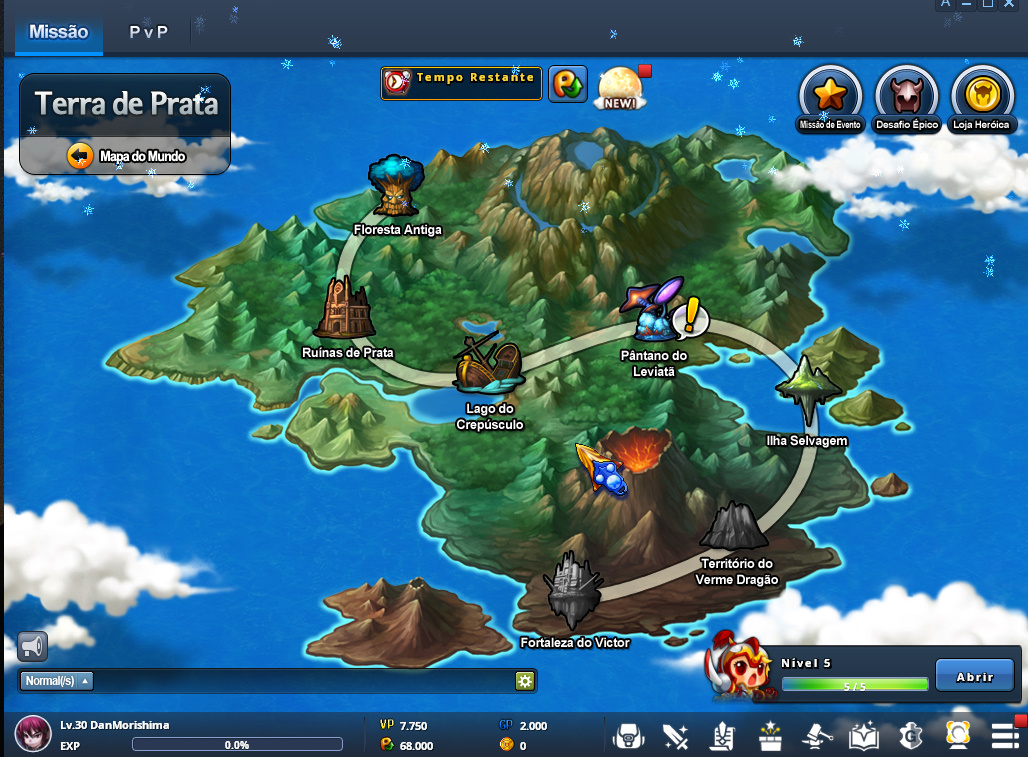 Missão
PvP
Terra de Prata
Mapa do Mundo
Tempo Restante
NEW!
Missão de Evento
Desafio Épico
Loja Heróica
Floresta Antiga
Ruínas de Prata
Lago do
Crepúsculo
Pântano do
Leviatã
Ilha Selvagem
Território do
Verme Dragão
Fortaleza do Victor
Normal(/s)
Nível 5
5 / 5
Abrir
Lv.30 DanMorishima
EXP
0.0%
VP 7.750
GP 2.000
68.000
0